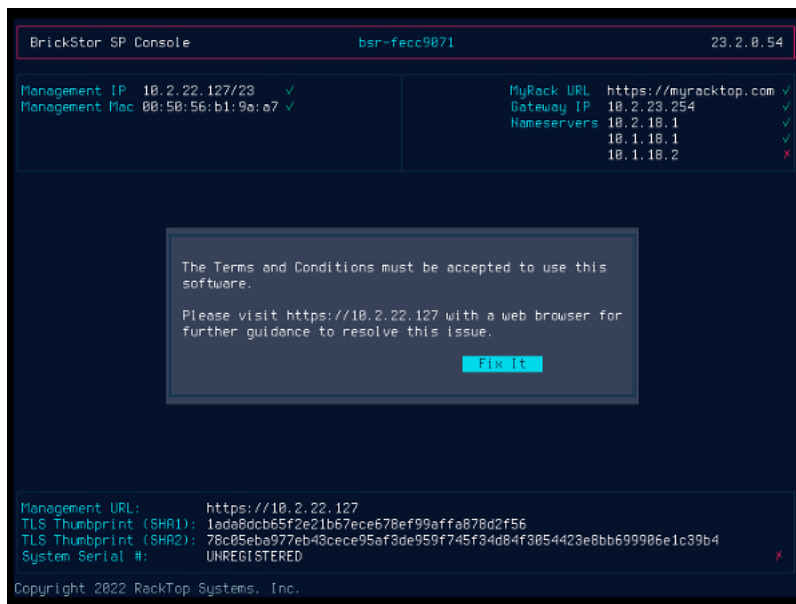 BrickStor SP Console bsr-fecc9071 23.2.0.54
Management IP 10.2.22.127/23 ✓ MyRack URL https://myracktop.com ✓
Management Mac 00:50:56:b1:9a:a7 ✓ Gateway IP 10.2.23.254 ✓
Nameservers 10.2.18.1 ✓
10.1.18.1 ✓
10.1.18.2 ✗
The Terms and Conditions must be accepted to use this
software.
Please visit https://10.2.22.127 with a web browser for
further guidance to resolve this issue.
Fix It
Management URL: https://10.2.22.127
TLS Thumbprint (SHA1): 1ada8dcb65f2e21b67ece678ef99affa878d2f56
TLS Thumbprint (SHA2): 78c05eba977eb43cece95af3de959f745f34d84f3054423e8bb699906e1c39b4
System Serial #: UNREGISTERED ✗
Copyright 2022 RackTop Systems, Inc.